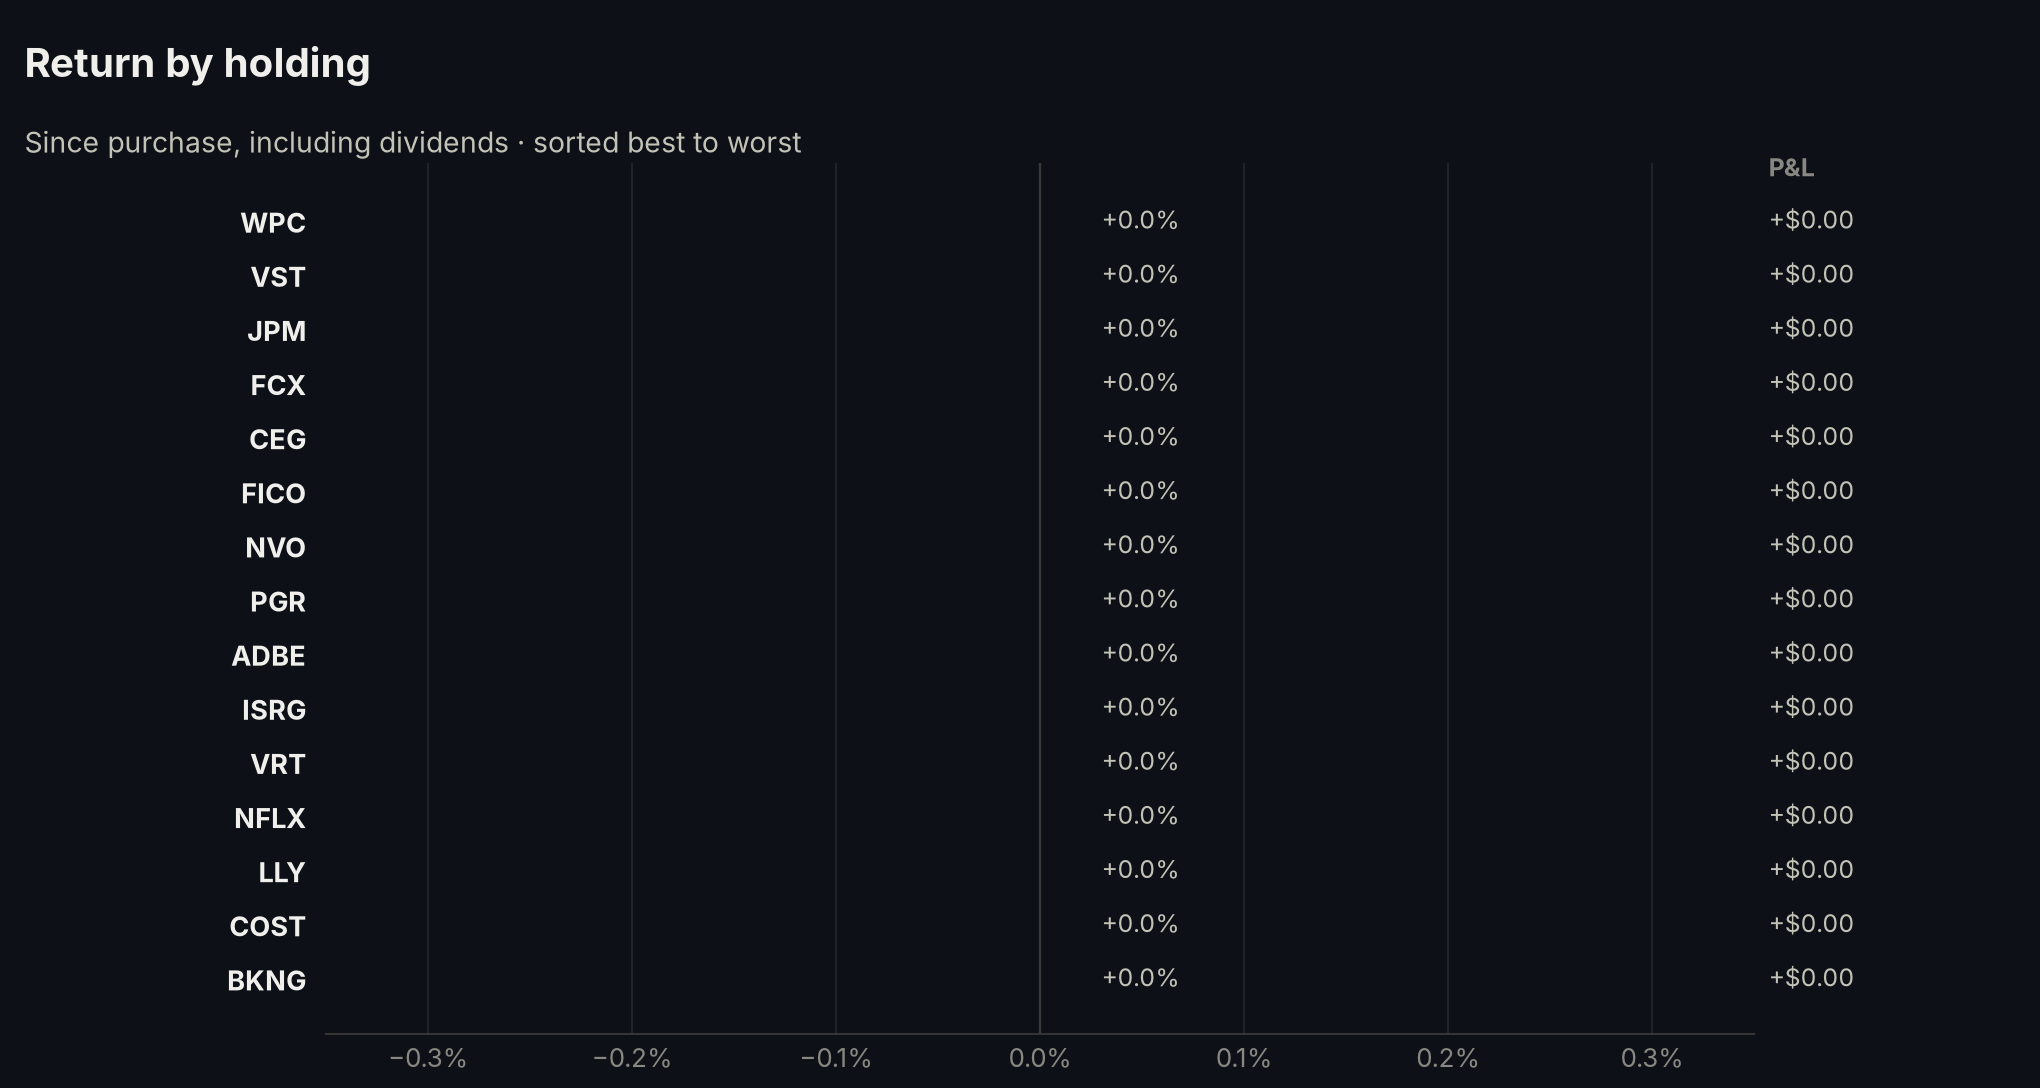 Return by holding
Since purchase, including dividends · sorted best to worst
P&L
WPC +0.0% +$0.00
VST +0.0% +$0.00
JPM +0.0% +$0.00
FCX +0.0% +$0.00
CEG +0.0% +$0.00
FICO +0.0% +$0.00
NVO +0.0% +$0.00
PGR +0.0% +$0.00
ADBE +0.0% +$0.00
ISRG +0.0% +$0.00
VRT +0.0% +$0.00
NFLX +0.0% +$0.00
LLY +0.0% +$0.00
COST +0.0% +$0.00
BKNG +0.0% +$0.00
−0.3% −0.2% −0.1% 0.0% 0.1% 0.2% 0.3%